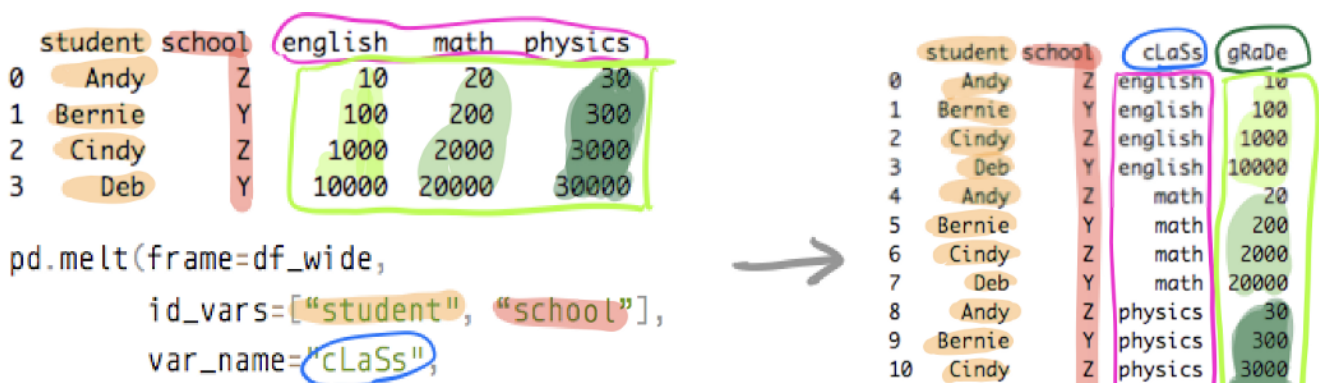 student school english math physics
0 Andy Z 10 20 30
1 Bernie Y 100 200 300
2 Cindy Z 1000 2000 3000
3 Deb Y 10000 20000 30000
pd.melt(frame=df_wide,
id_vars=["student", "school"],
var_name="cLaSs",
student school cLaSs gRaDe
0 Andy Z english 10
1 Bernie Y english 100
2 Cindy Z english 1000
3 Deb Y english 10000
4 Andy Z math 20
5 Bernie Y math 200
6 Cindy Z math 2000
7 Deb Y math 20000
8 Andy Z physics 30
9 Bernie Y physics 300
10 Cindy Z physics 3000